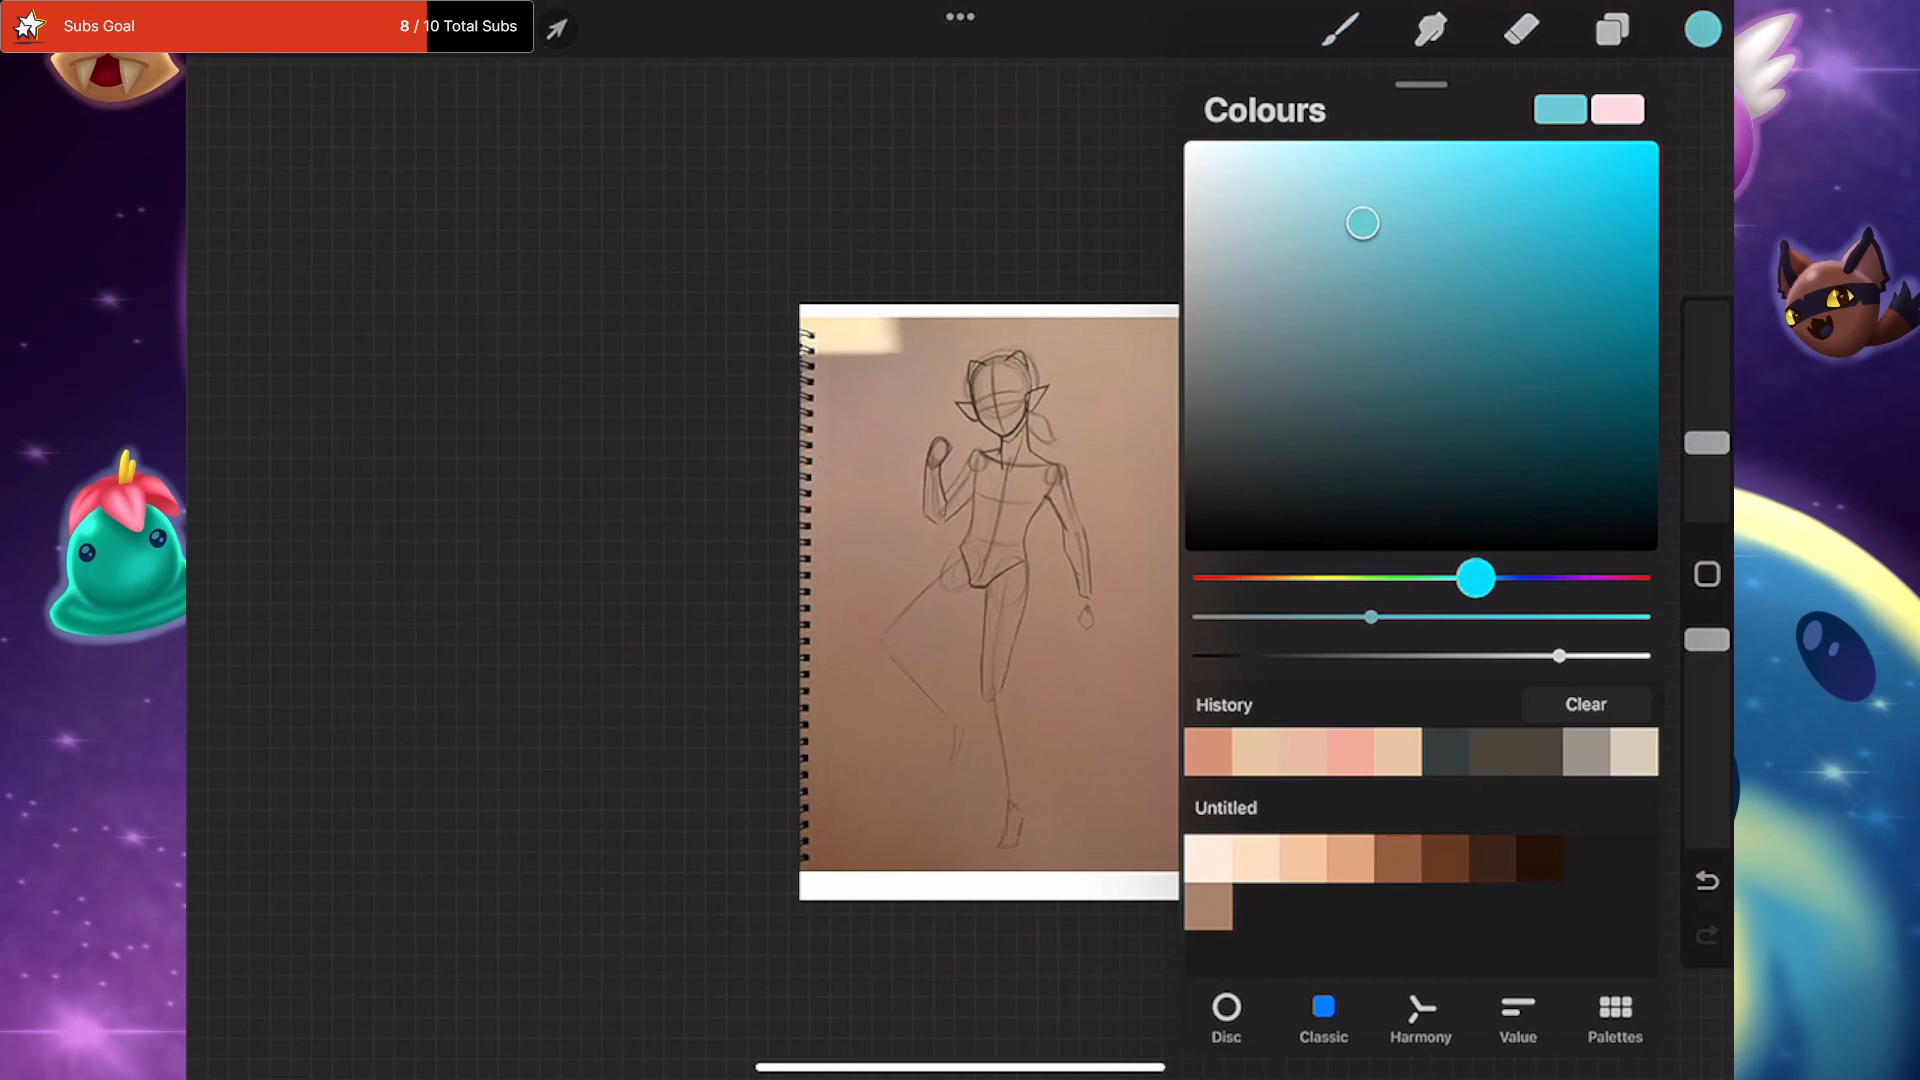 Subs Goal
8 / 10 Total Subs
Colours
History
Clear
Untitled
Disc
Classic
Harmony
Value
Palettes